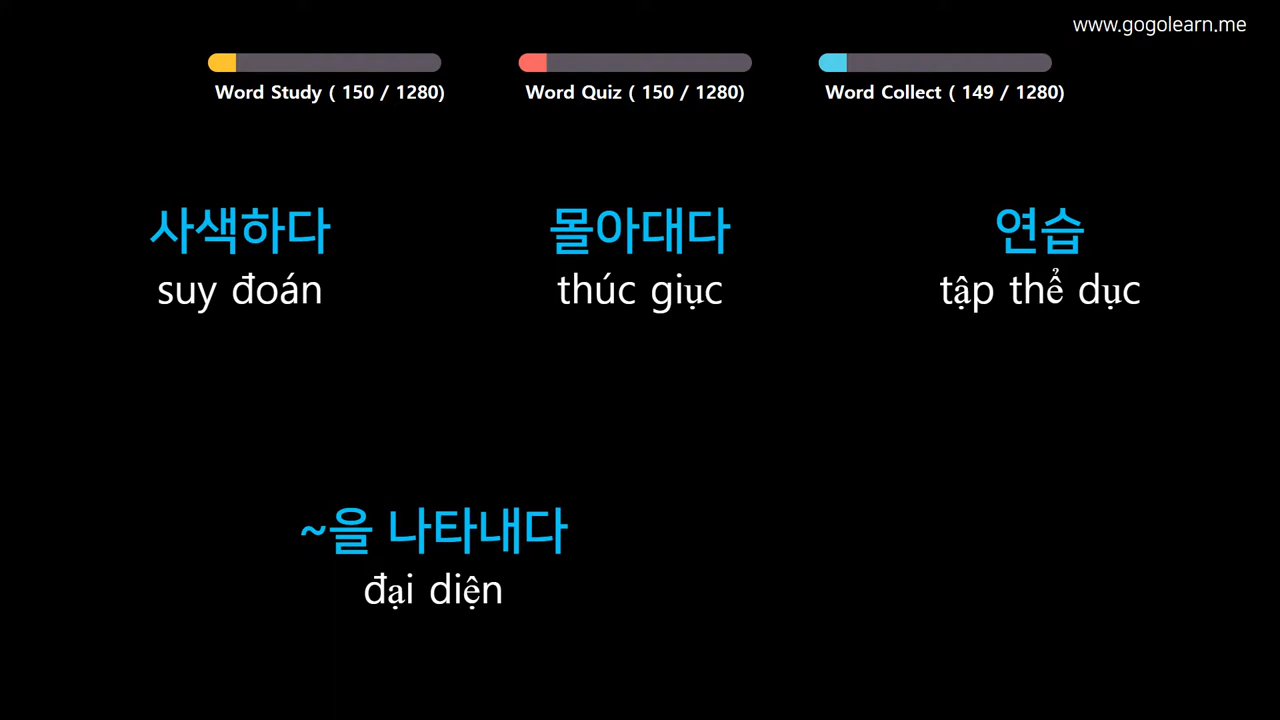 www.gogolearn.me
Word Study ( 150 / 1280)
Word Quiz ( 150 / 1280)
Word Collect ( 149 / 1280)
사색하다
suy đoán
몰아대다
thúc giục
연습
tập thể dục
~을 나타내다
đại diện